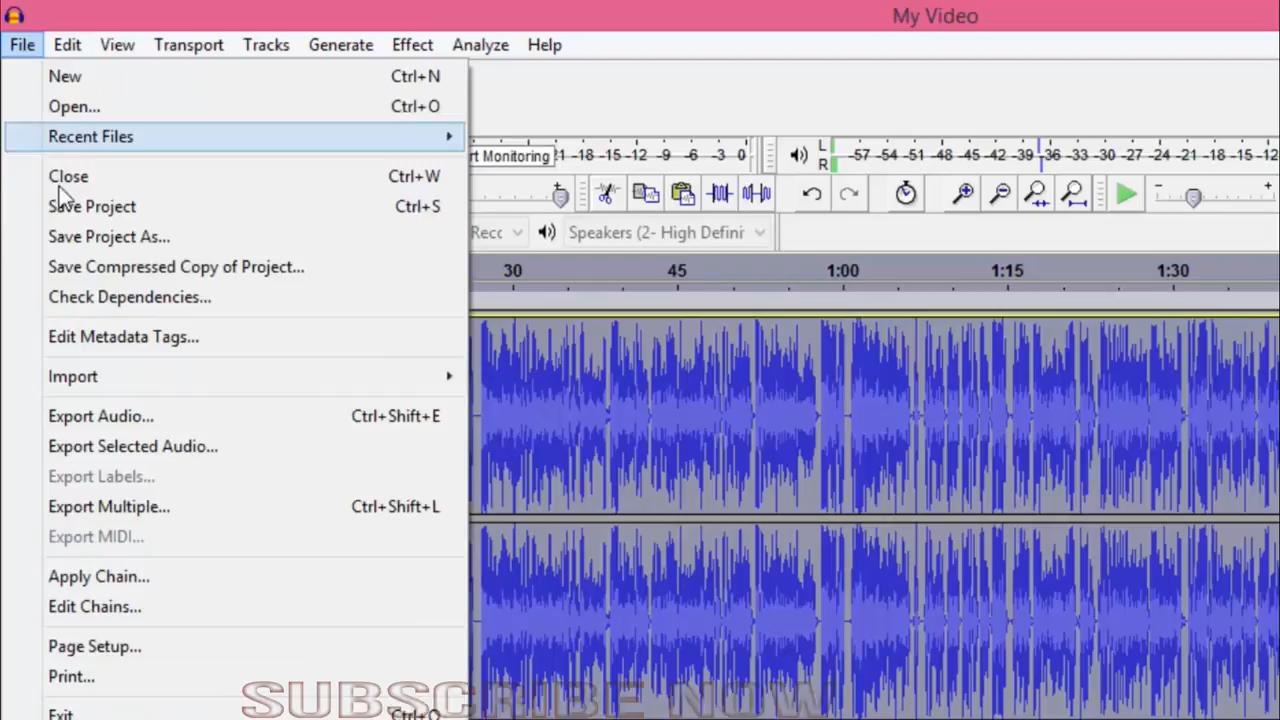 My Video
File Edit View Transport Tracks Generate Effect Analyze Help
New Ctrl+N
Open... Ctrl+O
Recent Files
rt Monitoring 21 -18 -15 -12 -9 -6 -3 0 L R -57 -54 -51 -48 -45 -42 -39 -36 -33 -30 -27 -24 -21 -18 -15 -12
Close Ctrl+W
Save Project Ctrl+S
Save Project As...
Recc Speakers (2- High Defini
Save Compressed Copy of Project...
30 45 1:00 1:15 1:30
Check Dependencies...
Edit Metadata Tags...
Import
Export Audio... Ctrl+Shift+E
Export Selected Audio...
Export Labels...
Export Multiple... Ctrl+Shift+L
Export MIDI...
Apply Chain...
Edit Chains...
Page Setup...
Print...
SUBSCRIBE NOW
Exit Ctrl+Q